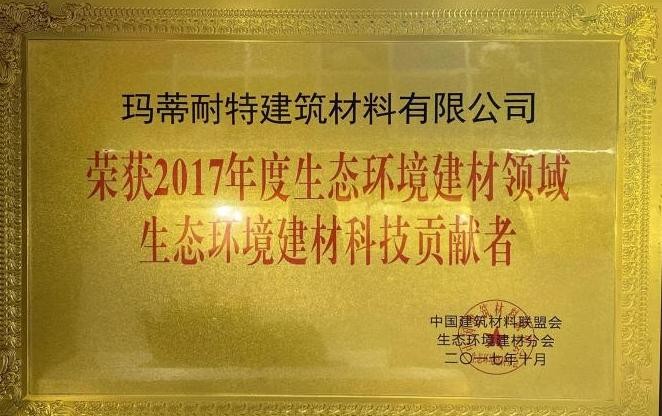 玛蒂耐特建筑材料有限公司
荣获2017年度生态环境建材领域
生态环境建材科技贡献者
中国建筑材料联盟会
生态环境建材分会
二〇一七年十月